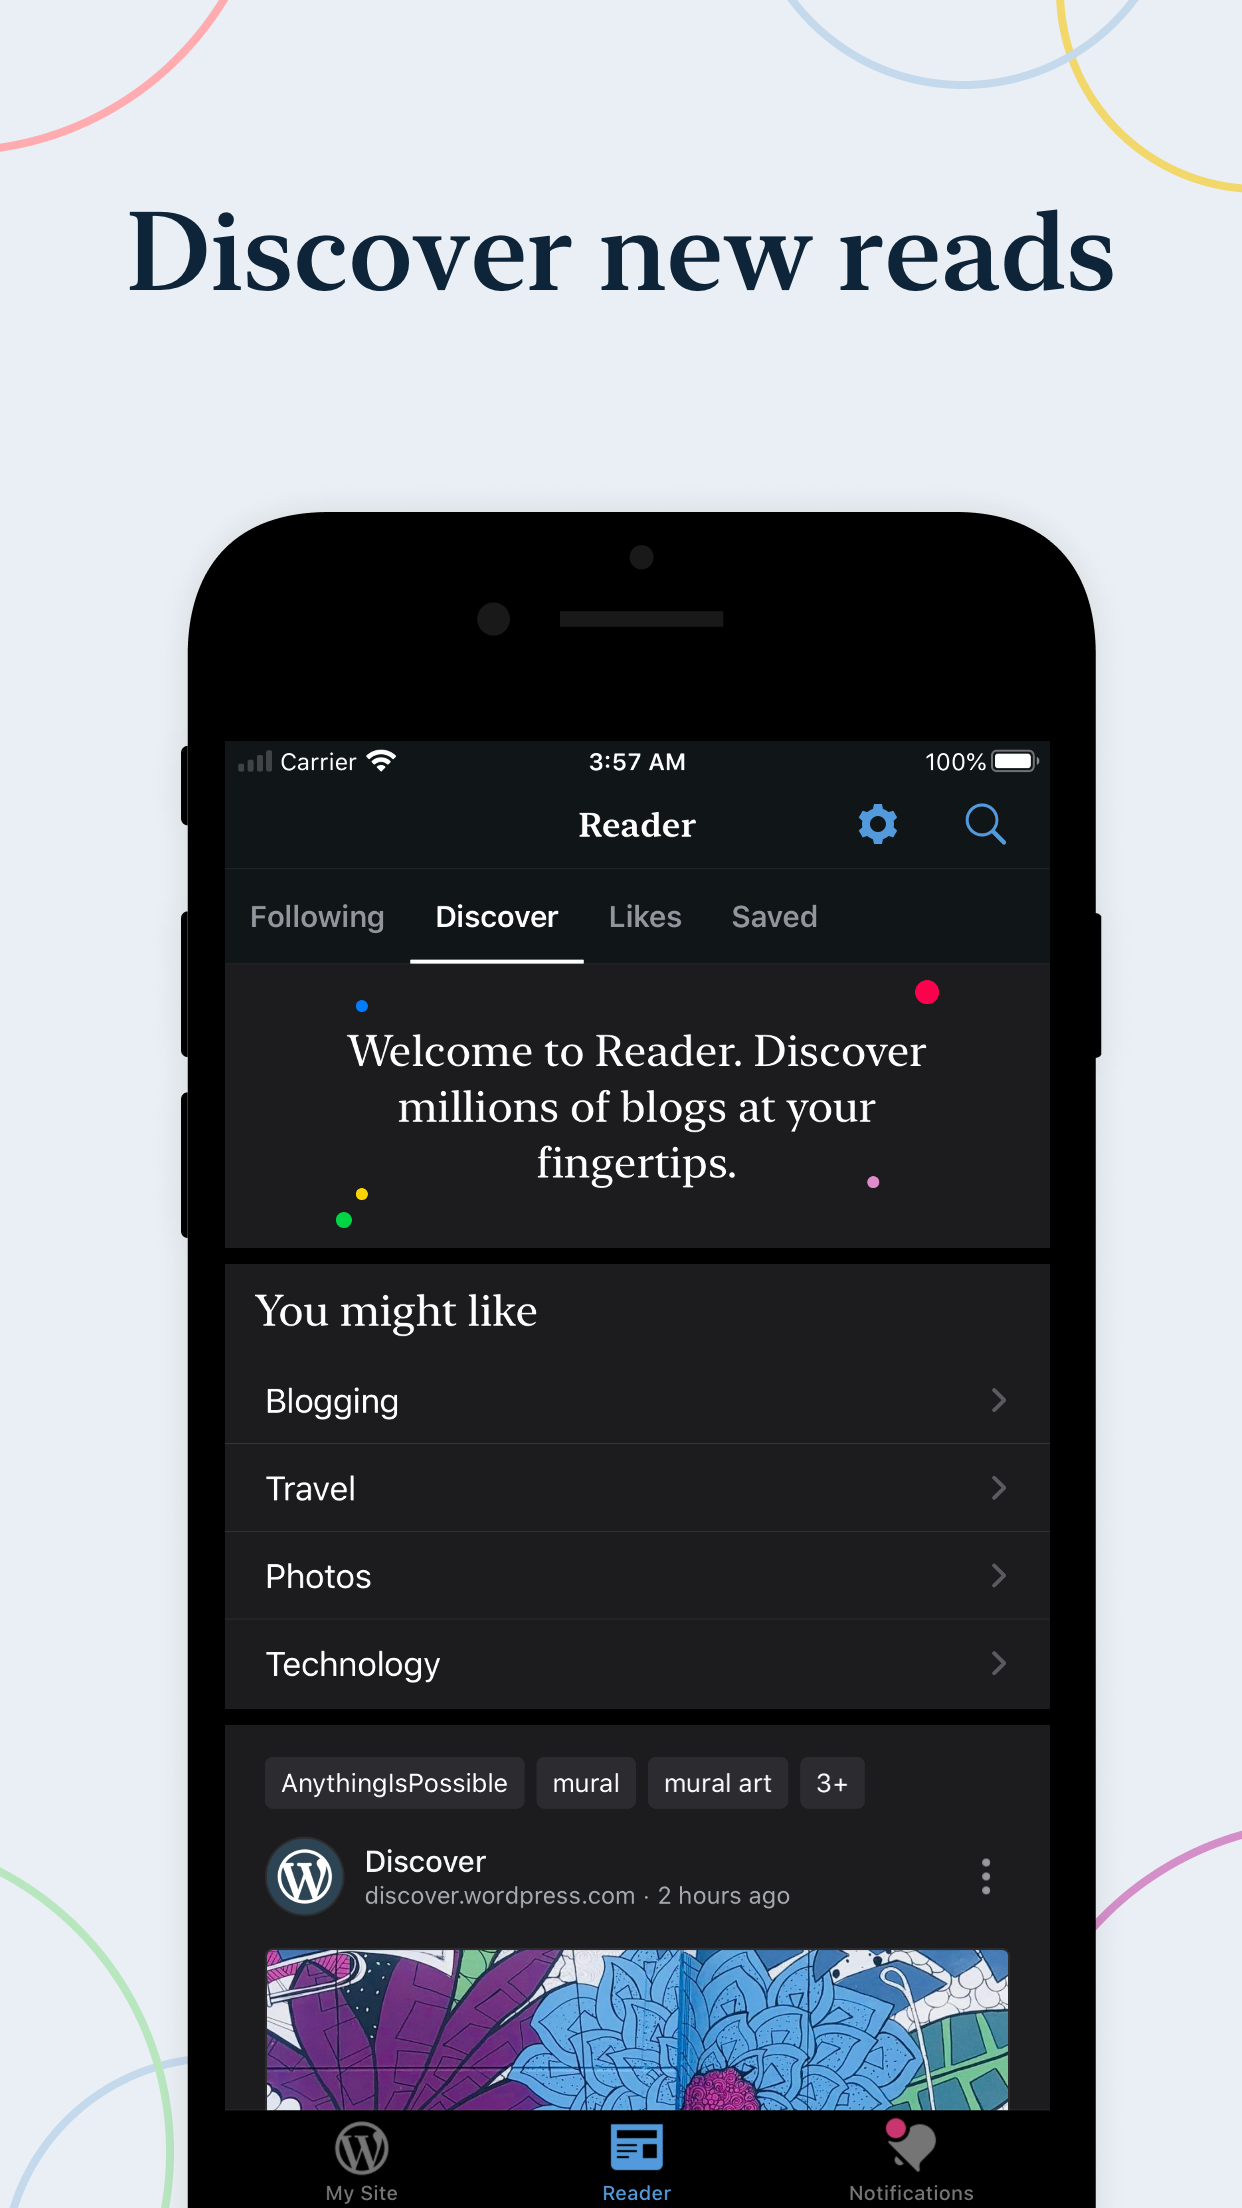 Discover new reads
Carrier 3:57 AM 100%
Reader
Following Discover Likes Saved
Welcome to Reader. Discover
millions of blogs at your
fingertips.
You might like
Blogging
Travel
Photos
Technology
AnythingIsPossible mural mural art 3+
Discover
discover.wordpress.com · 2 hours ago
My Site Reader Notifications